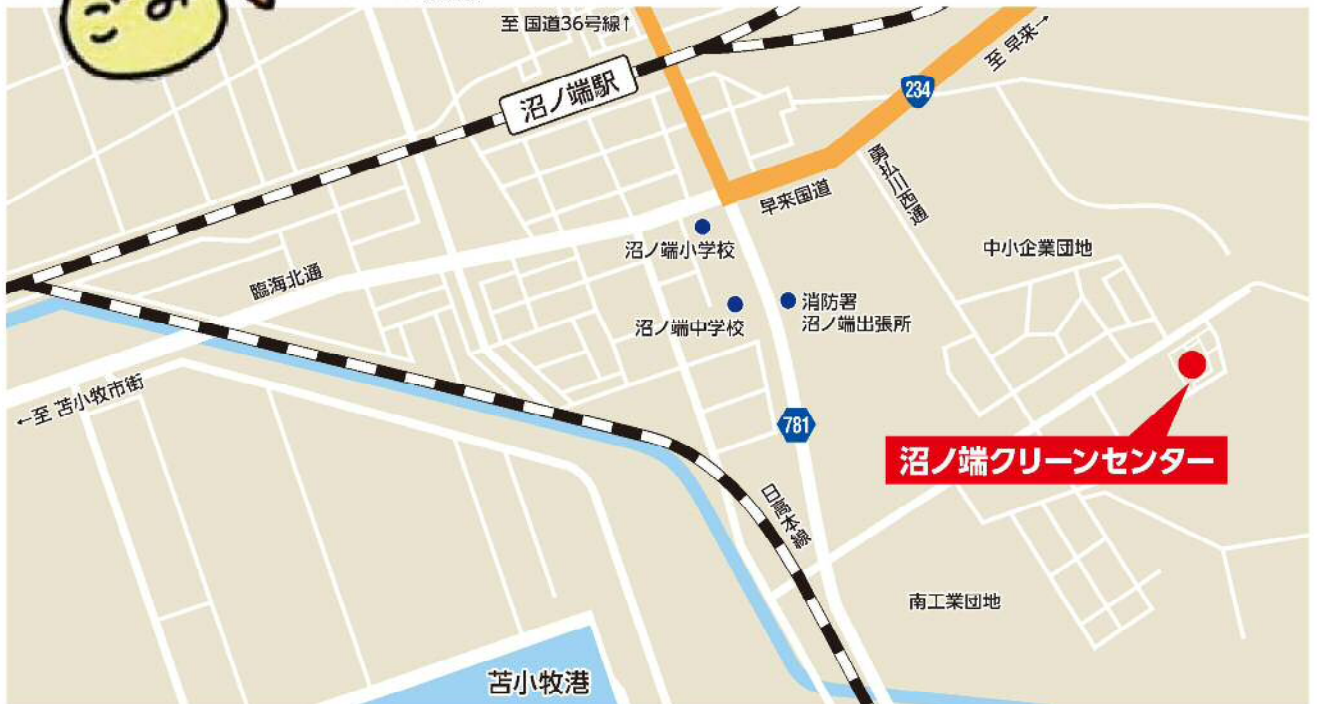 ごみ
至 国道36号線↑
至 早来→
沼ノ端駅
234
勇払川西通
早来国道
沼ノ端小学校
中小企業団地
臨海北通
消防署
沼ノ端出張所
沼ノ端中学校
←至 苫小牧市街
781
沼ノ端クリーンセンター
日高本線
南工業団地
苫小牧港